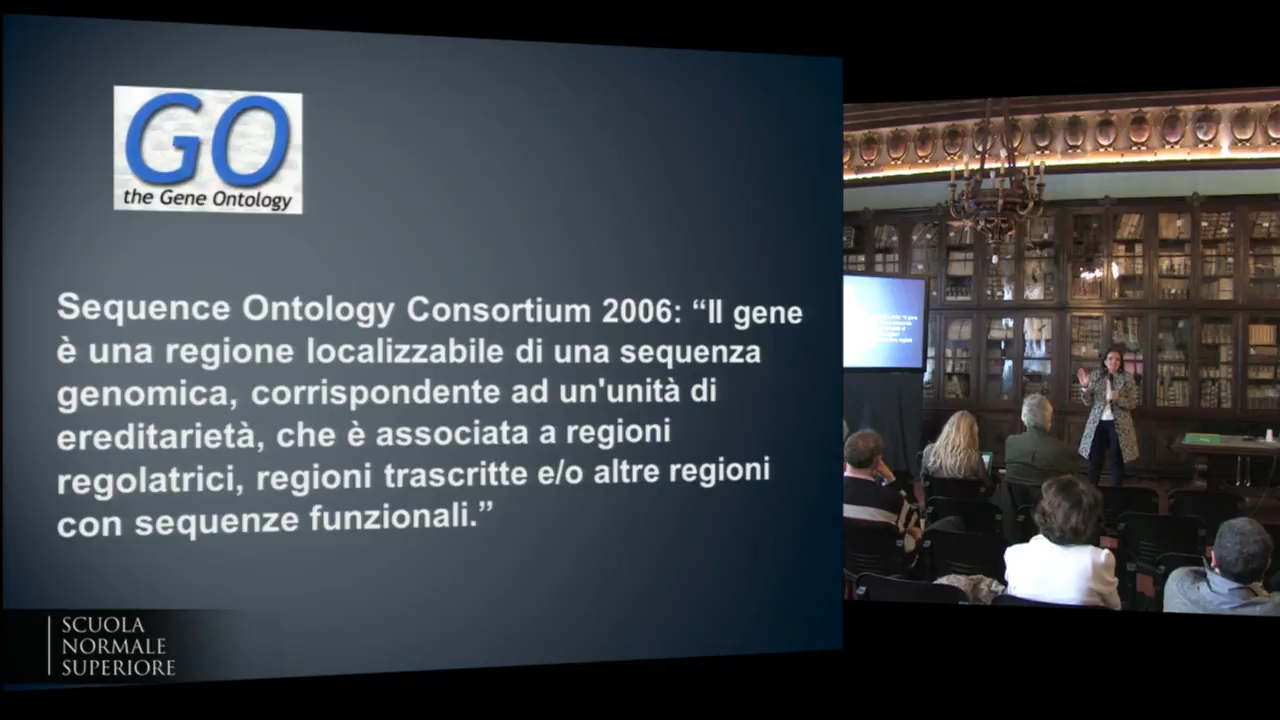 GO
the Gene Ontology
Sequence Ontology Consortium 2006: “Il gene
è una regione localizzabile di una sequenza
genomica, corrispondente ad un'unità di
ereditarietà, che è associata a regioni
regolatrici, regioni trascritte e/o altre regioni
con sequenze funzionali.”
SCUOLA
NORMALE
SUPERIORE